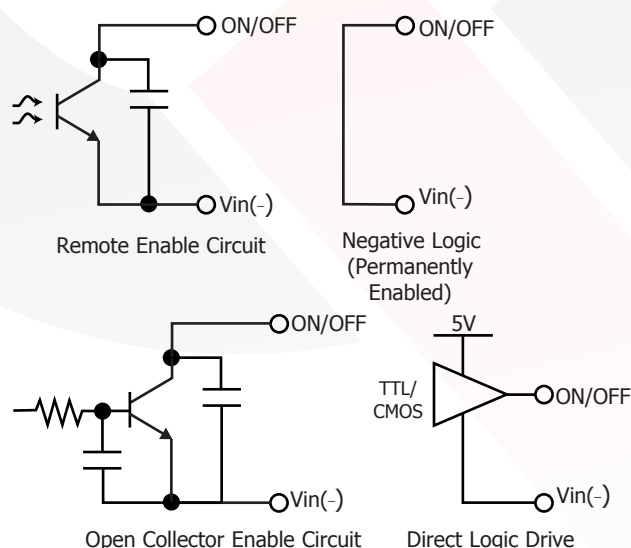 ON/OFF
Vin(-)
Remote Enable Circuit
ON/OFF
Vin(-)
Negative Logic
(Permanently
Enabled)
ON/OFF
Vin(-)
Open Collector Enable Circuit
5V
TTL/
CMOS
ON/OFF
Vin(-)
Direct Logic Drive